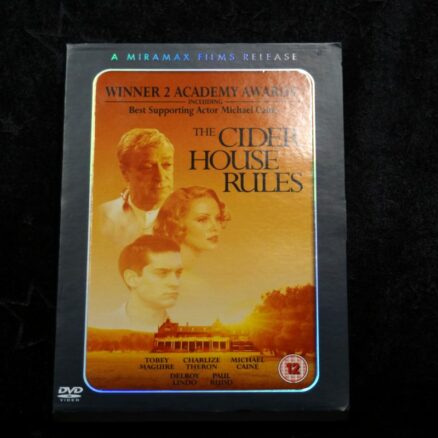 A MIRAMAX FILMS RELEASE
WINNER 2 ACADEMY AWARDS
INCLUDING
Best Supporting Actor Michael Caine
THE CIDER
HOUSE
RULES
TOBEY MAGUIRE
CHARLIZE THERON
MICHAEL CAINE
DELROY LINDO
PAUL RUDD
12
DVD
VIDEO